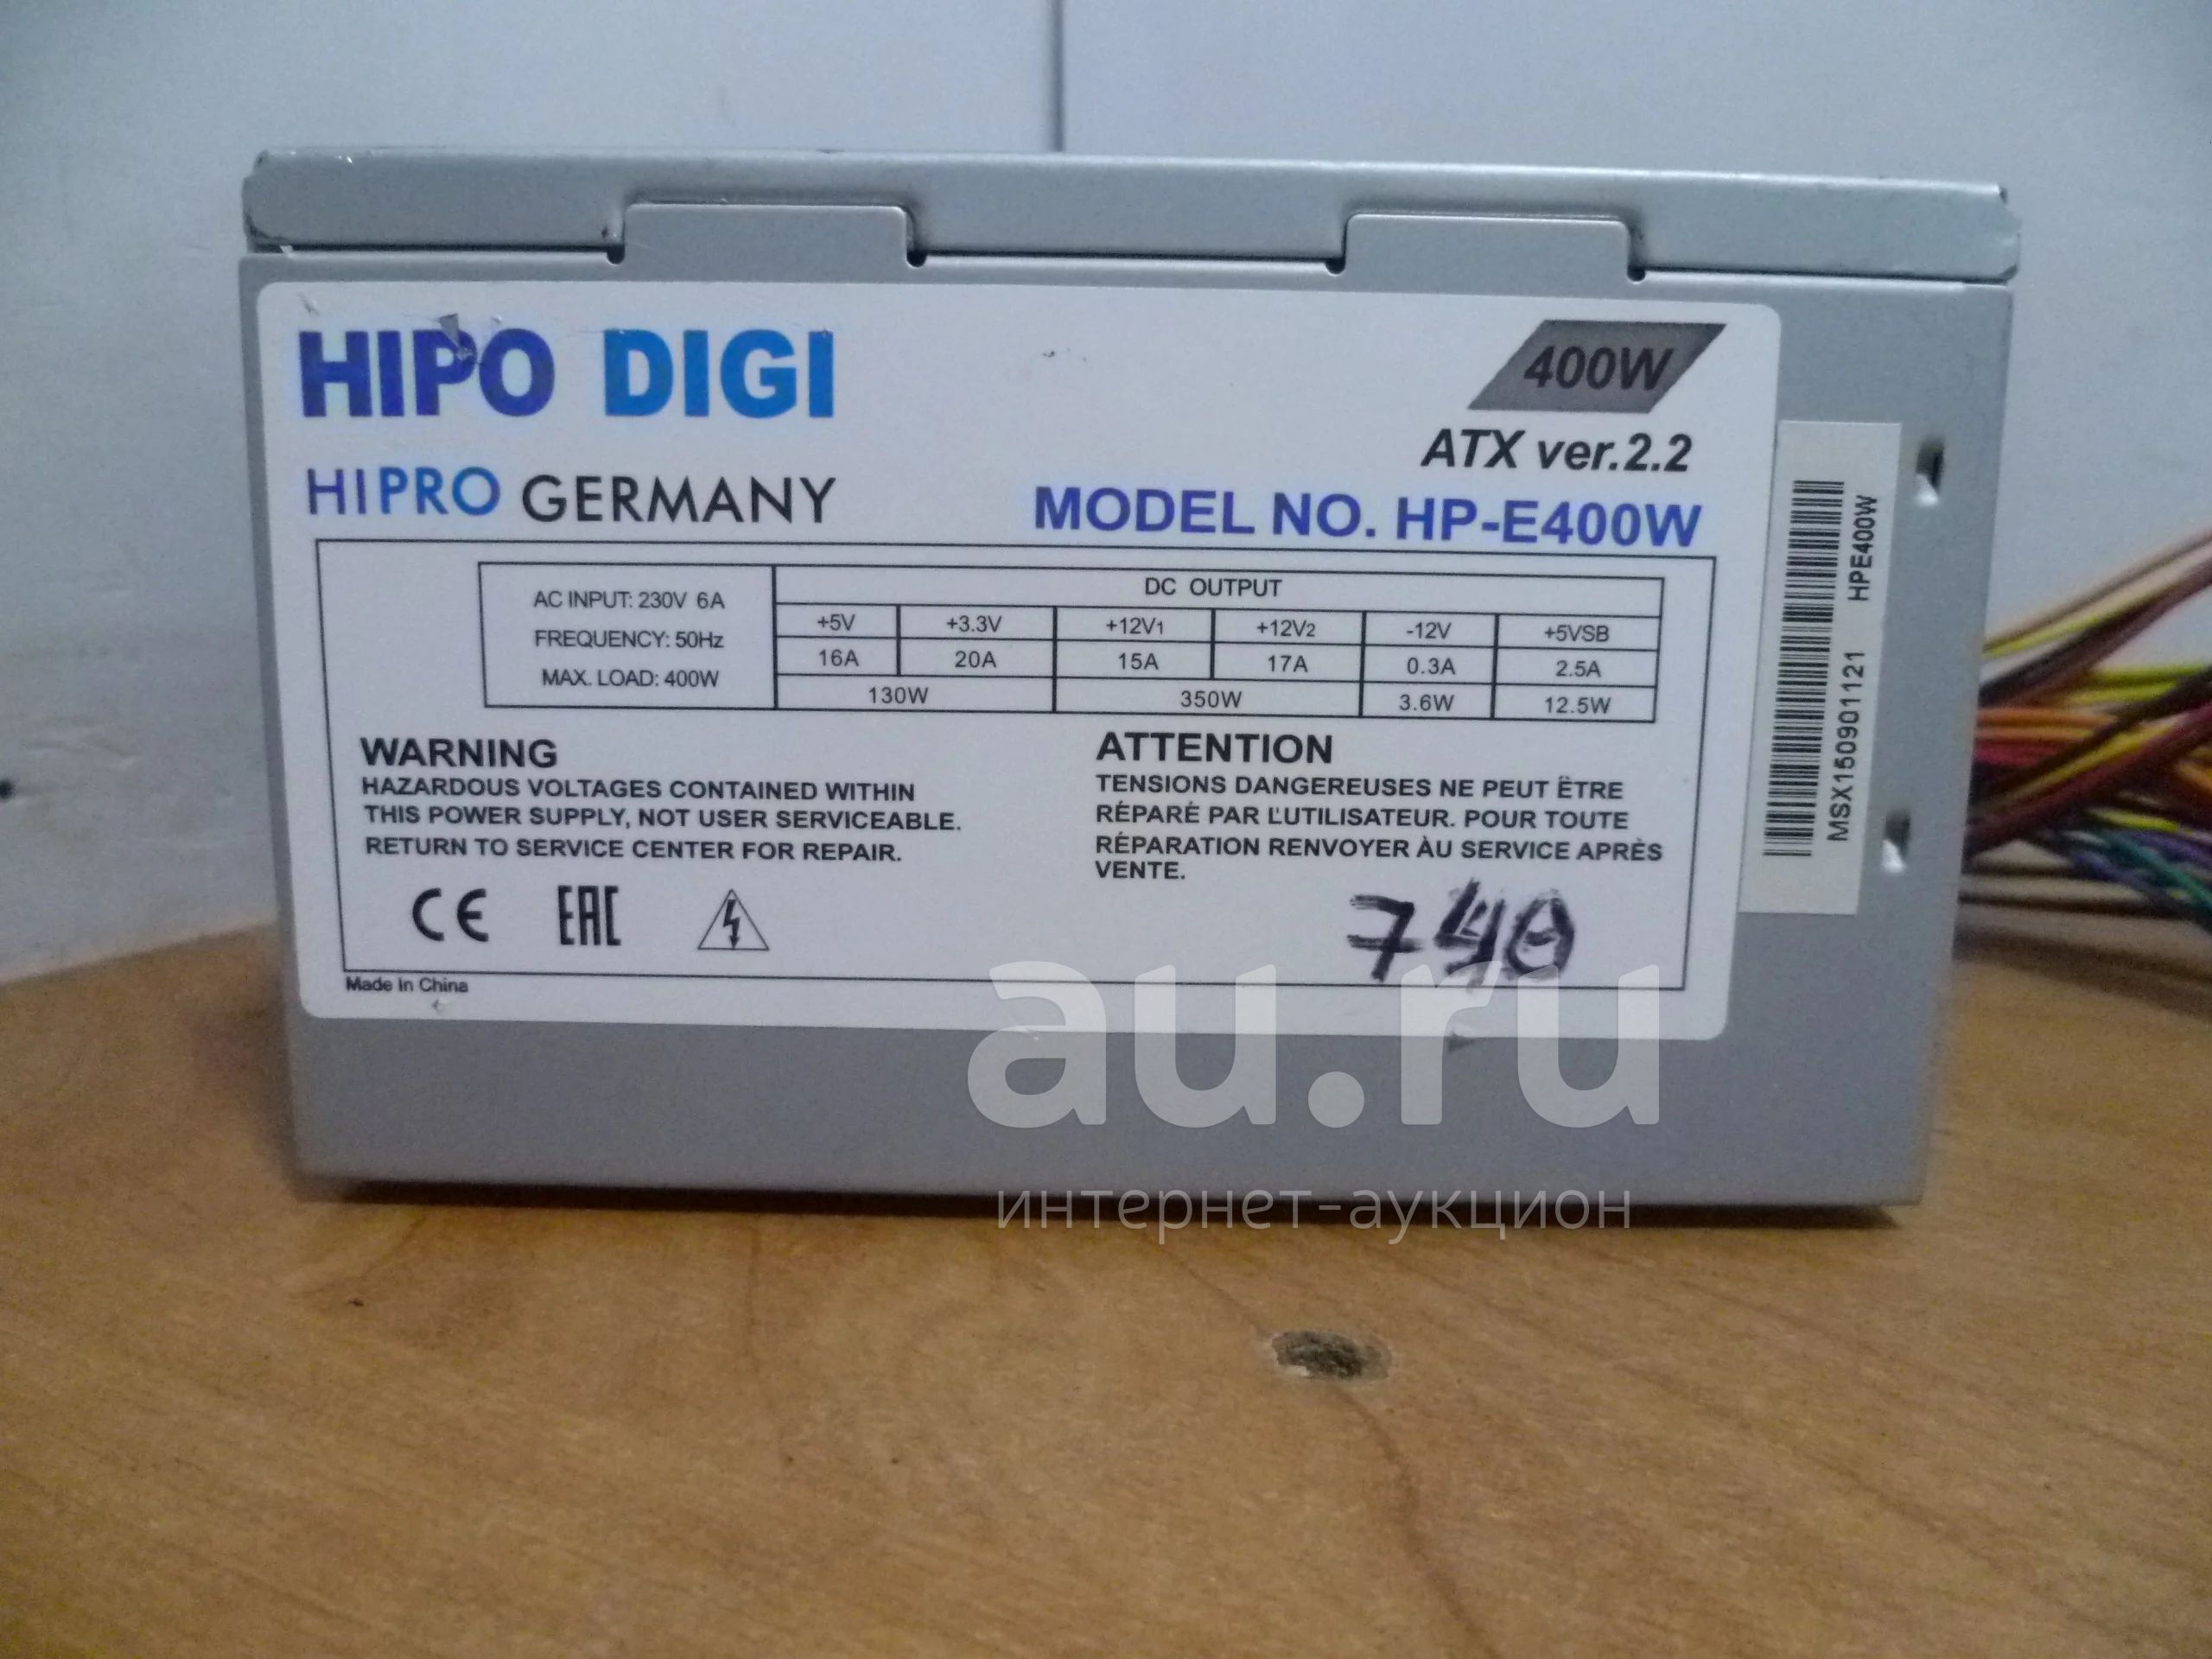 HIPO DIGI
400W
ATX ver.2.2
HIPRO GERMANY
MODEL NO. HP-E400W
AC INPUT: 230V 6A
FREQUENCY: 50Hz
MAX. LOAD: 400W
DC OUTPUT
+5V +3.3V +12V1 +12V2 -12V +5VSB
16A 20A 15A 17A 0.3A 2.5A
130W 350W 3.6W 12.5W
WARNING
HAZARDOUS VOLTAGES CONTAINED WITHIN
THIS POWER SUPPLY, NOT USER SERVICEABLE.
RETURN TO SERVICE CENTER FOR REPAIR.
ATTENTION
TENSIONS DANGEREUSES NE PEUT ËTRE
RÉPARÉ PAR L'UTILISATEUR. POUR TOUTE
RÉPARATION RENVOYER ÀU SERVICE APRÈS
VENTE.
CE EAC
Made In China
MSX150901121 HPE400W
au.ru
интернет-аукцион